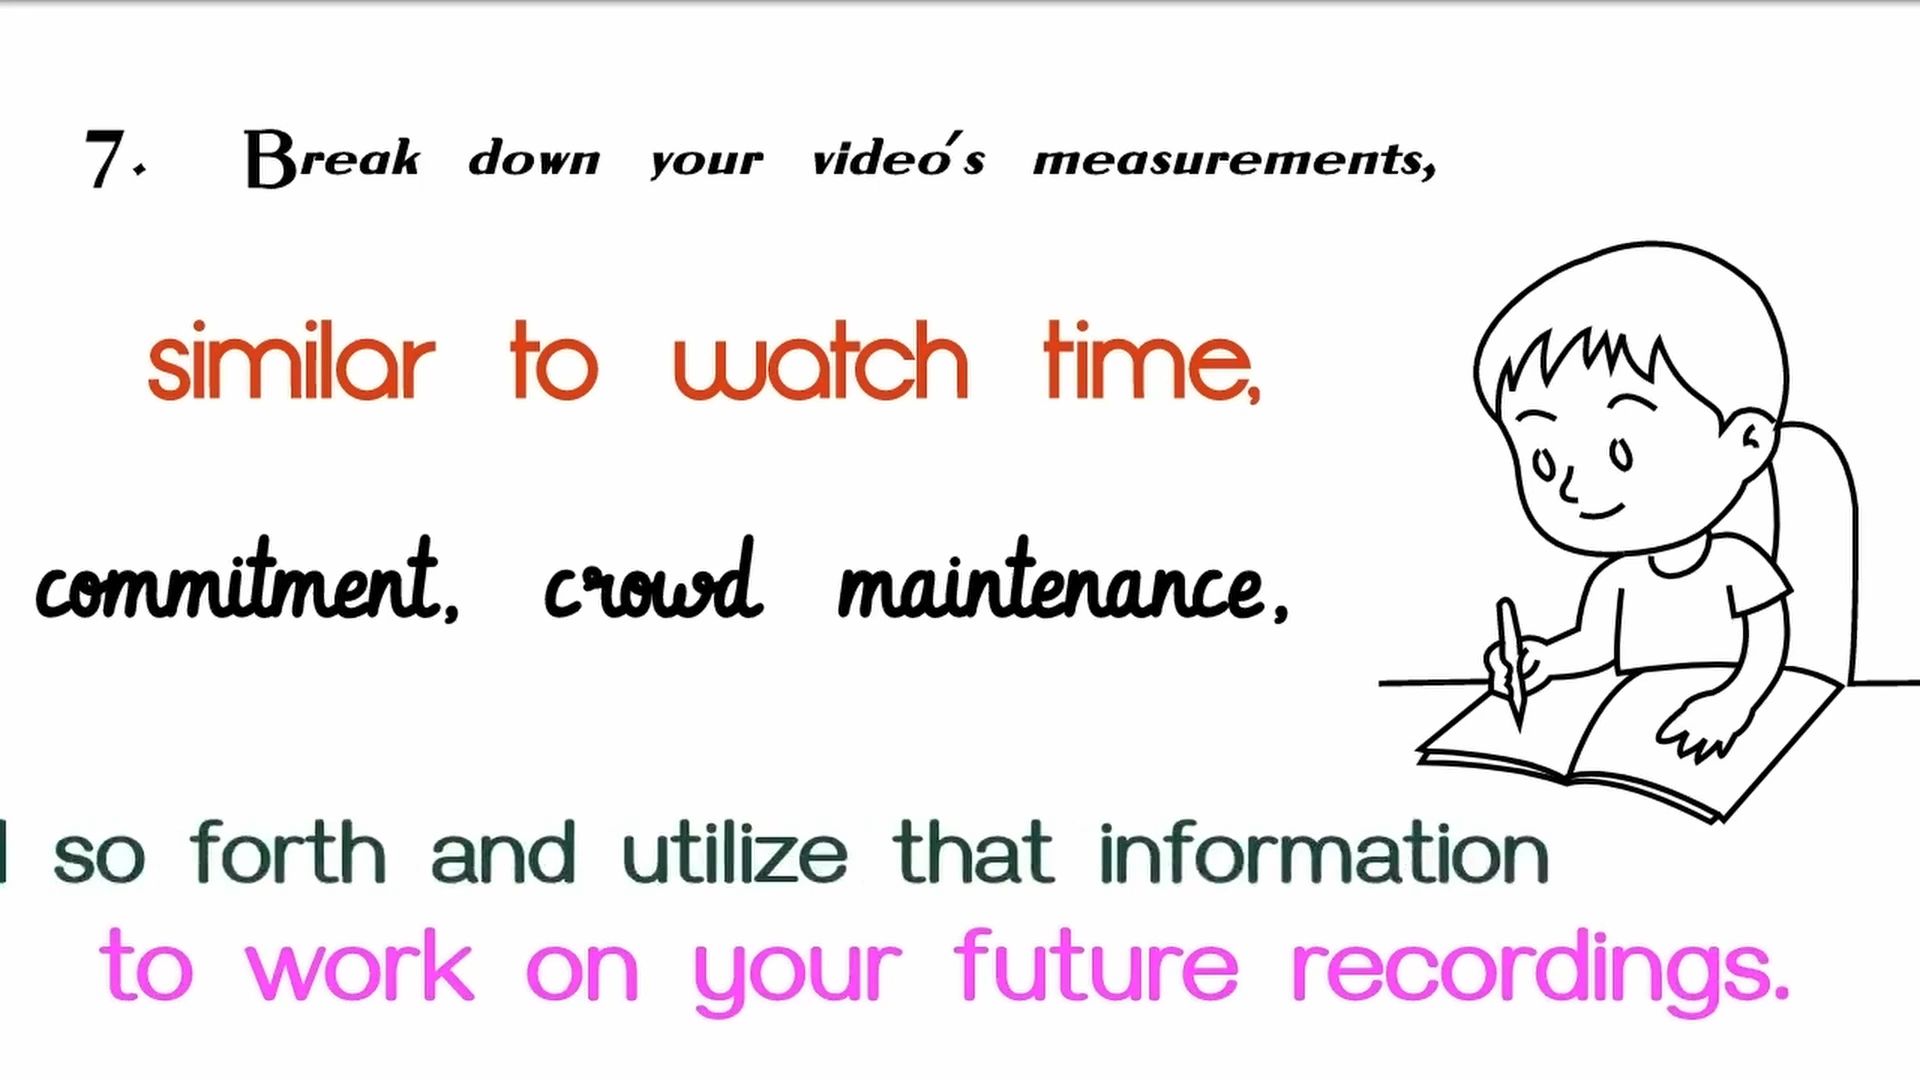 7. Break down your video's measurements,
similar to watch time,
commitment, crowd maintenance,
so forth and utilize that information
to work on your future recordings.